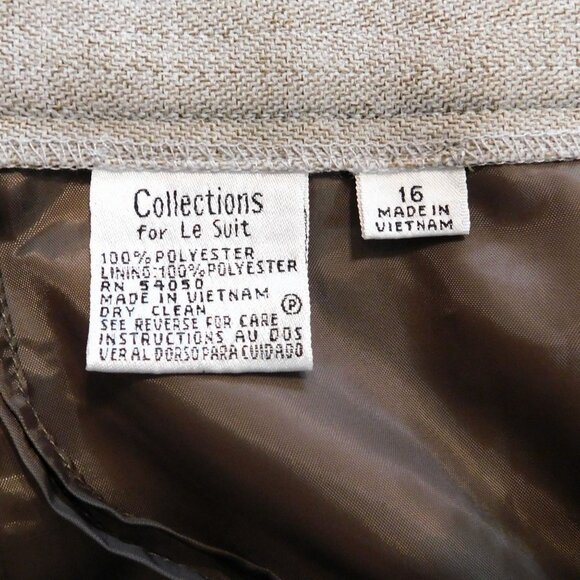 Collections
for Le Suit
100% POLYESTER
LINING: 100% POLYESTER
RN 54050
MADE IN VIETNAM
DRY CLEAN
P
SEE REVERSE FOR CARE
INSTRUCTIONS AU DOS
VER AL DORSO PARA CUIDADO
16
MADE IN
VIETNAM